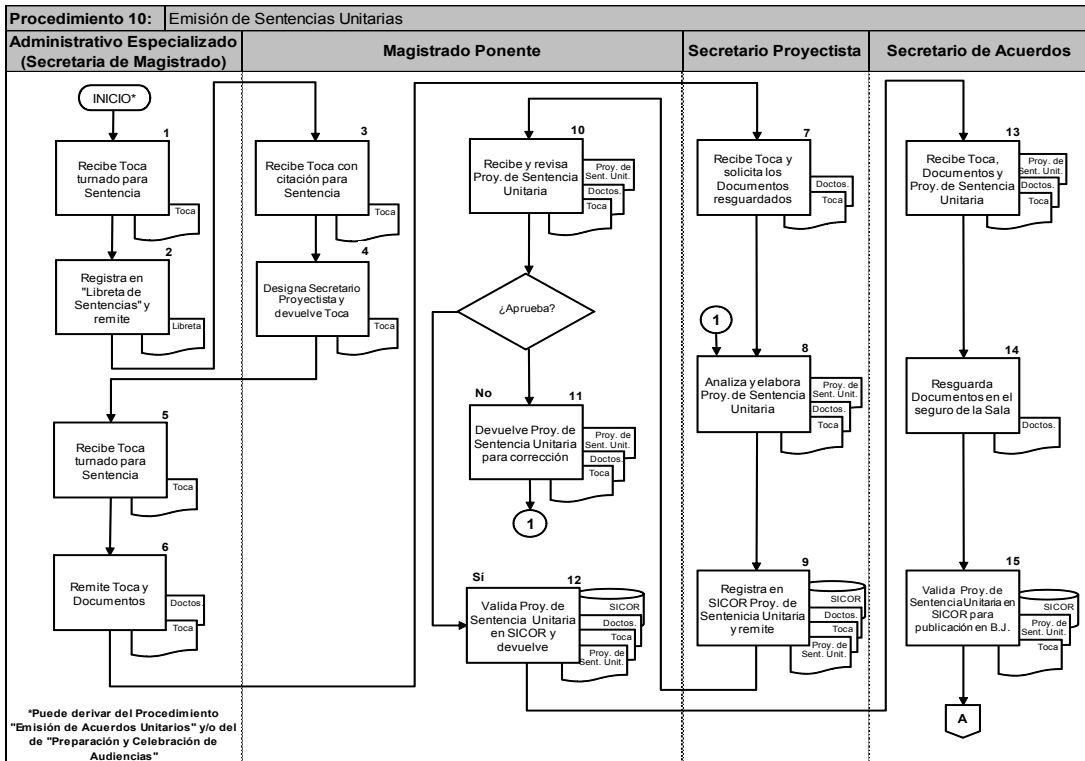 Procedimiento 10: Emisión de Sentencias Unitarias
Administrativo Especializado
(Secretaria de Magistrado)
Magistrado Ponente
Secretario Proyectista
Secretario de Acuerdos
INICIO*
1
Recibe Toca
turnado para
Sentencia
Toca
2
Registra en
"Libreta de
Sentencias" y
remite
Libreta
3
Recibe Toca con
citación para
Sentencia
Toca
4
Designa Secretario
Proyectista y
devuelve Toca
Toca
5
Recibe Toca
turnado para
Sentencia
Toca
6
Remite Toca y
Documentos
Doctos.
Toca
7
Recibe Toca y
solicita los
Documentos
resguardados
Doctos.
Toca
1
8
Analiza y elabora
Proy. de Sentencia
Unitaria
Proy. de
Sent. Unit.
Doctos.
Toca
9
Registra en
SICOR Proy. de
Sentenicia Unitaria
y remite
SICOR
Doctos.
Toca
Proy. de
Sent. Unit.
10
Recibe y revisa
Proy. de Sentencia
Unitaria
Proy. de
Sent. Unit.
Doctos.
Toca
¿Aprueba?
No
11
Devuelve Proy. de
Sentencia Unitaria
para corrección
Proy. de
Sent. Unit.
Doctos.
Toca
1
Sí
12
Valida Proy. de
Sentencia Unitaria
en SICOR y
devuelve
SICOR
Doctos.
Toca
Proy. de
Sent. Unit.
13
Recibe Toca,
Documentos y
Proy. de Sentencia
Unitaria
Proy. de
Sent. Unit.
Doctos.
Toca
14
Resguarda
Documentos en el
seguro de la Sala
Doctos.
15
Valida Proy. de
Sentencia Unitaria en
SICOR para
publicación en B.J.
SICOR
Proy. de
Sent. Unit.
Toca
A
*Puede derivar del Procedimiento
"Emisión de Acuerdos Unitarios" y/o del
de "Preparación y Celebración de
Audiencias"